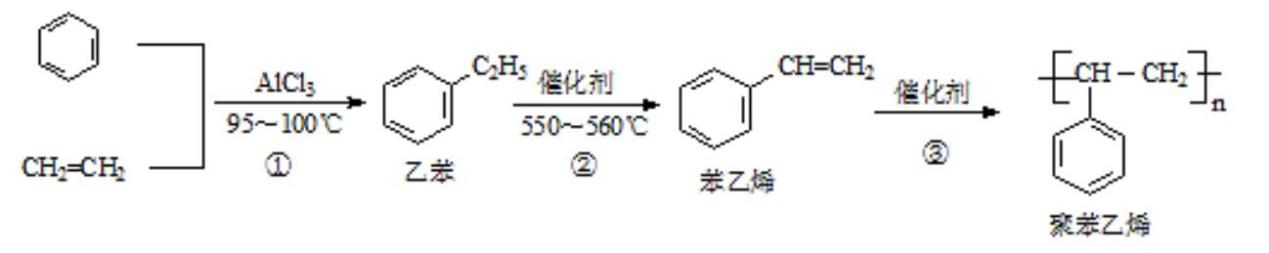 CH₂=CH₂
AlCl₃
95～100℃
①
C₂H₅
乙苯
催化剂
550～560℃
②
CH=CH₂
苯乙烯
催化剂
③
[CH－CH₂]n
聚苯乙烯